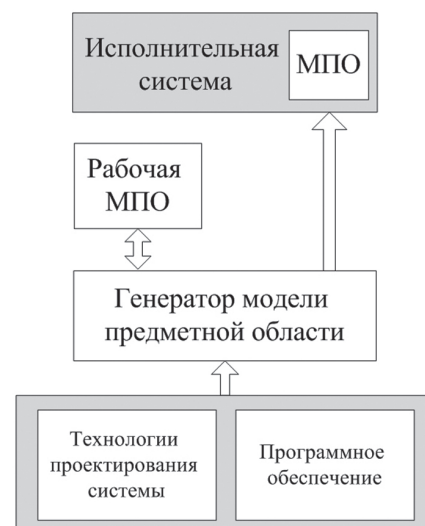 Исполнительная
система
МПО
Рабочая
МПО
Генератор модели
предметной области
Технологии
проектирования
системы
Программное
обеспечение